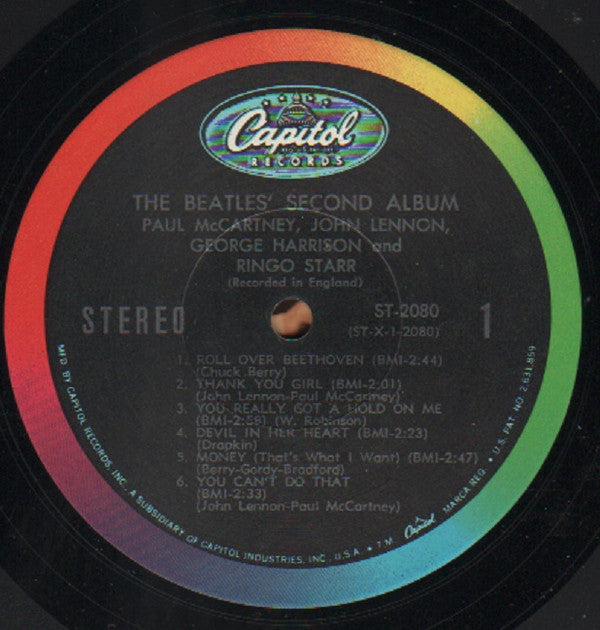 Capitol
RECORDS
THE BEATLES' SECOND ALBUM
PAUL McCARTNEY, JOHN LENNON,
GEORGE HARRISON and
RINGO STARR
(Recorded in England)
STEREO
ST-2080
(ST-X-1-2080)
1
1. ROLL OVER BEETHOVEN (BMI-2:44)
(Chuck Berry)
2. THANK YOU GIRL (BMI-2:01)
(John Lennon-Paul McCartney)
3. YOU REALLY GOT A HOLD ON ME
(BMI-2:58) (W. Robinson)
4. DEVIL IN HER HEART (BMI-2:23)
(Drapkin)
5. MONEY (That's What I Want) (BMI-2:47)
(Berry-Gordy-Bradford)
6. YOU CAN'T DO THAT
(BMI-2:33)
(John Lennon-Paul McCartney)
MFD. BY CAPITOL RECORDS, INC., A SUBSIDIARY OF CAPITOL INDUSTRIES, INC., U.S.A. • T.M. Capitol MARCA REG. • U.S. PAT. NO. 2,631,859